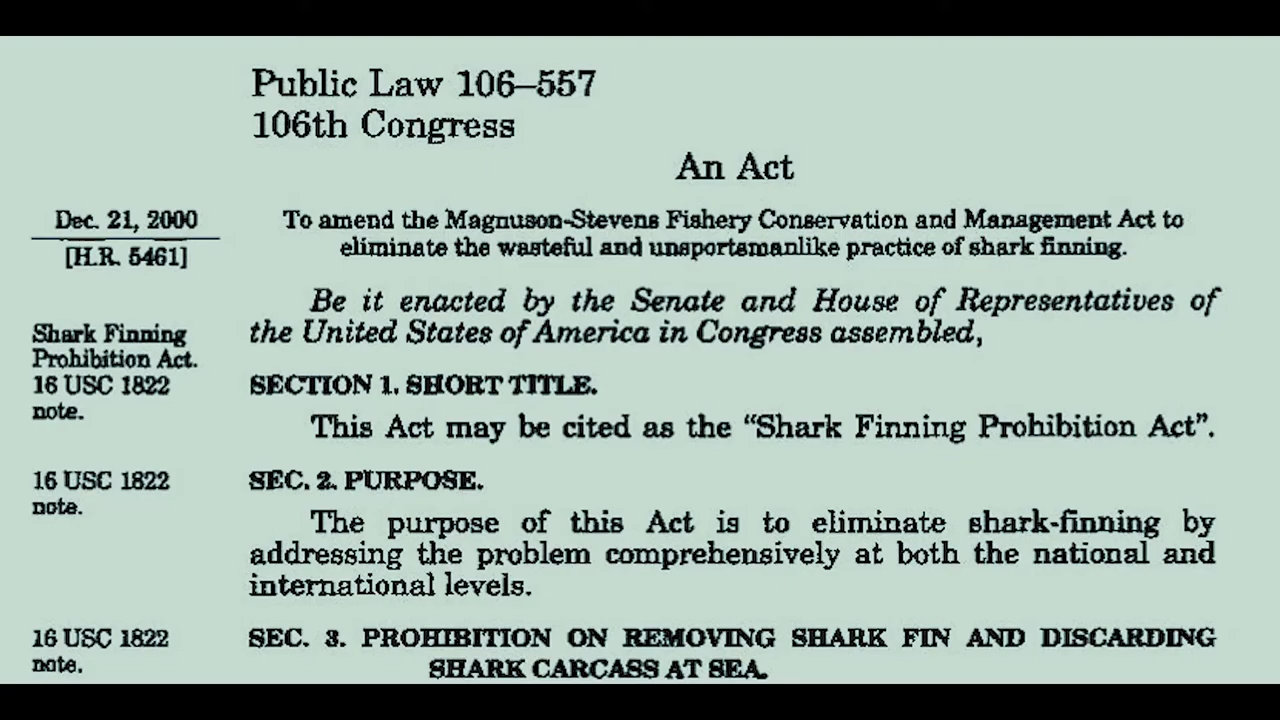 Public Law 106–557
106th Congress
An Act
Dec. 21, 2000
[H.R. 5461]
To amend the Magnuson-Stevens Fishery Conservation and Management Act to
eliminate the wasteful and unsportsmanlike practice of shark finning.
Be it enacted by the Senate and House of Representatives of
the United States of America in Congress assembled,
Shark Finning
Prohibition Act.
16 USC 1822
note.
SECTION 1. SHORT TITLE.
This Act may be cited as the “Shark Finning Prohibition Act”.
16 USC 1822
note.
SEC. 2. PURPOSE.
The purpose of this Act is to eliminate shark-finning by
addressing the problem comprehensively at both the national and
international levels.
16 USC 1822
note.
SEC. 3. PROHIBITION ON REMOVING SHARK FIN AND DISCARDING
SHARK CARCASS AT SEA.